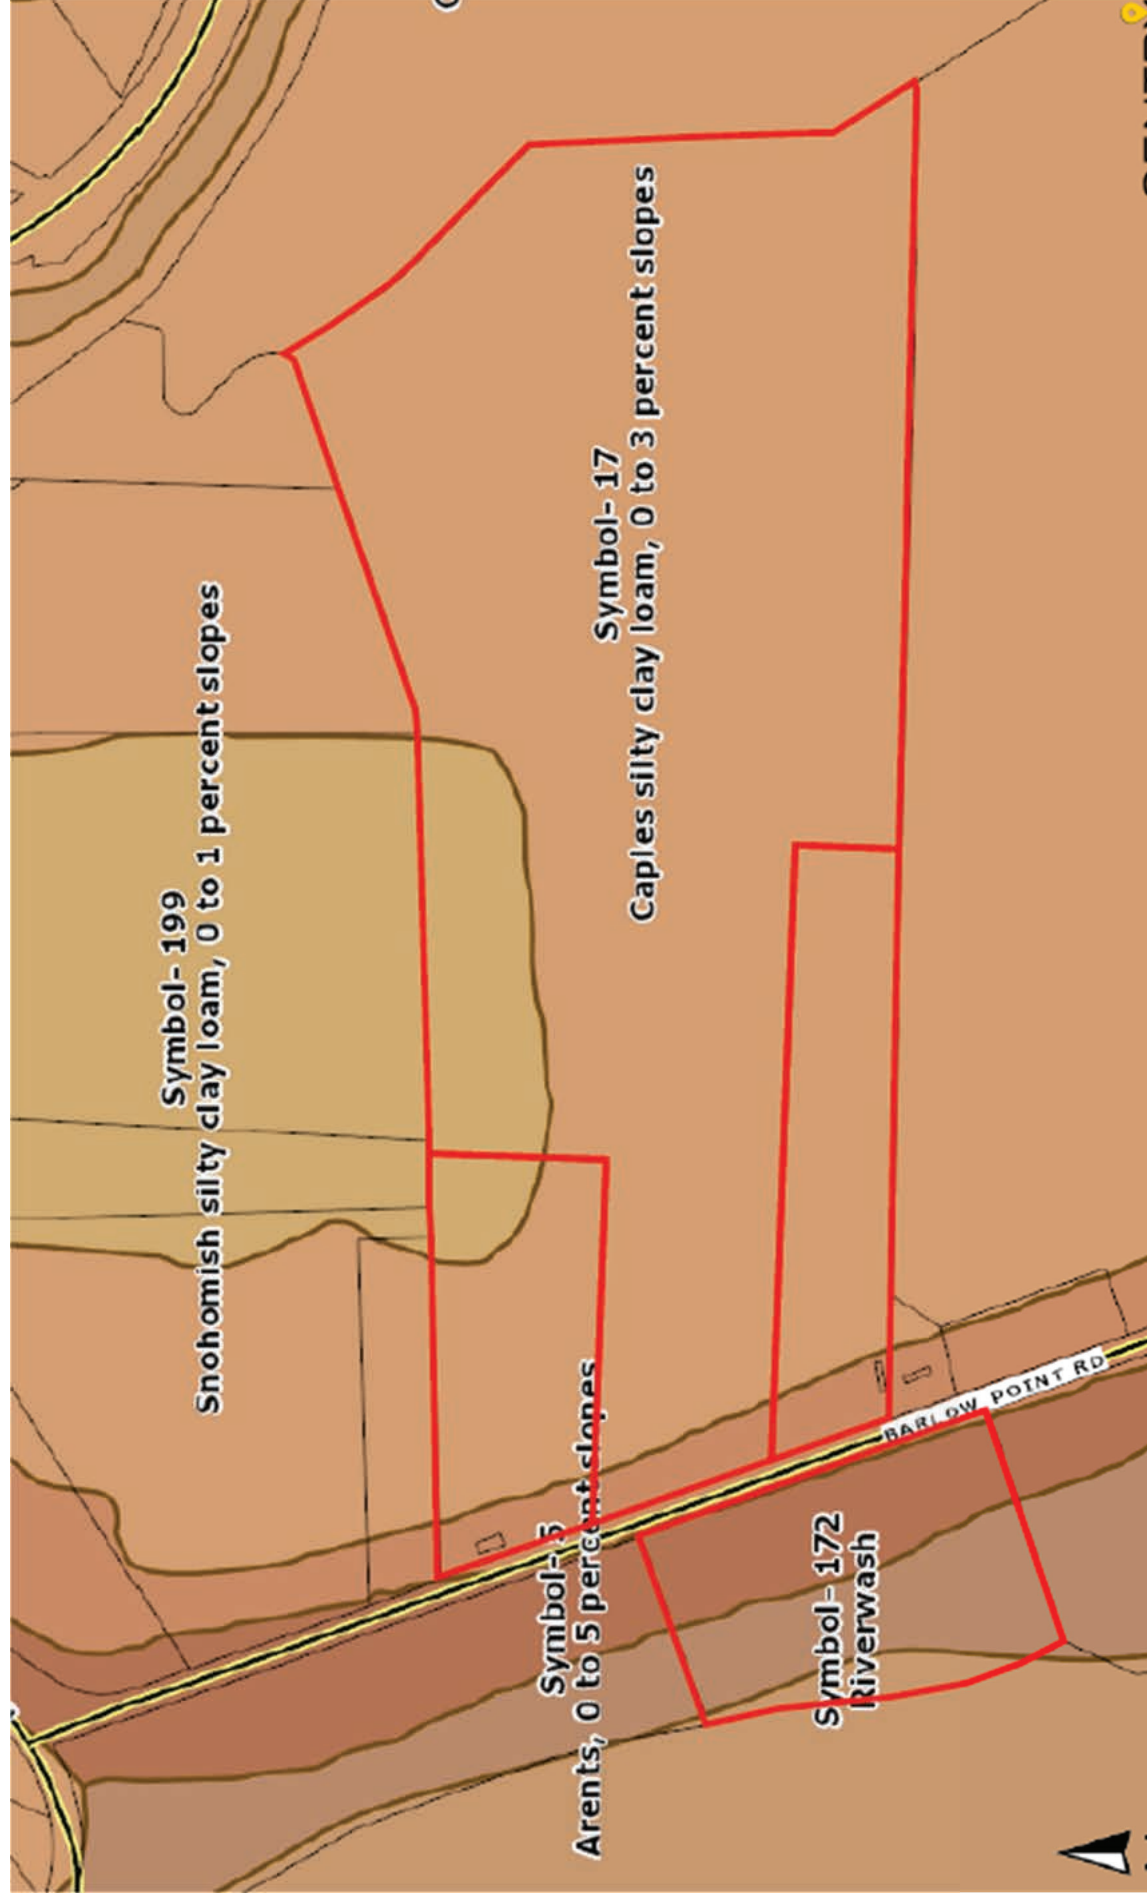 Symbol- 199
Snohomish silty clay loam, 0 to 1 percent slopes
Symbol- 17
Caples silty clay loam, 0 to 3 percent slopes
Symbol- 5
Arents, 0 to 5 percent slopes
BARLOW POINT RD
Symbol- 172
Riverwash